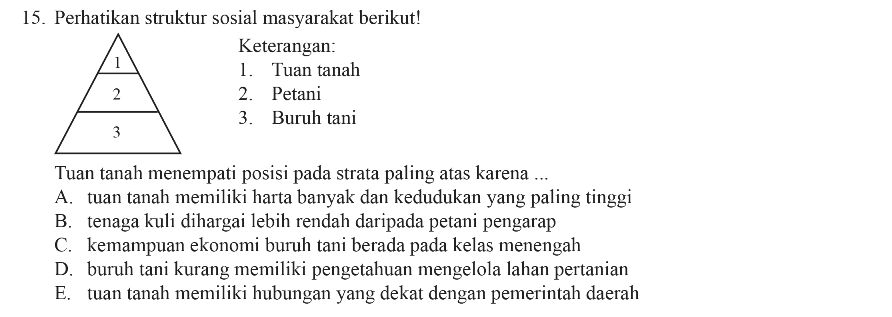 15. Perhatikan struktur sosial masyarakat berikut!
1
2
3
Keterangan:
1. Tuan tanah
2. Petani
3. Buruh tani
Tuan tanah menempati posisi pada strata paling atas karena ...
A. tuan tanah memiliki harta banyak dan kedudukan yang paling tinggi
B. tenaga kuli dihargai lebih rendah daripada petani pengarap
C. kemampuan ekonomi buruh tani berada pada kelas menengah
D. buruh tani kurang memiliki pengetahuan mengelola lahan pertanian
E. tuan tanah memiliki hubungan yang dekat dengan pemerintah daerah